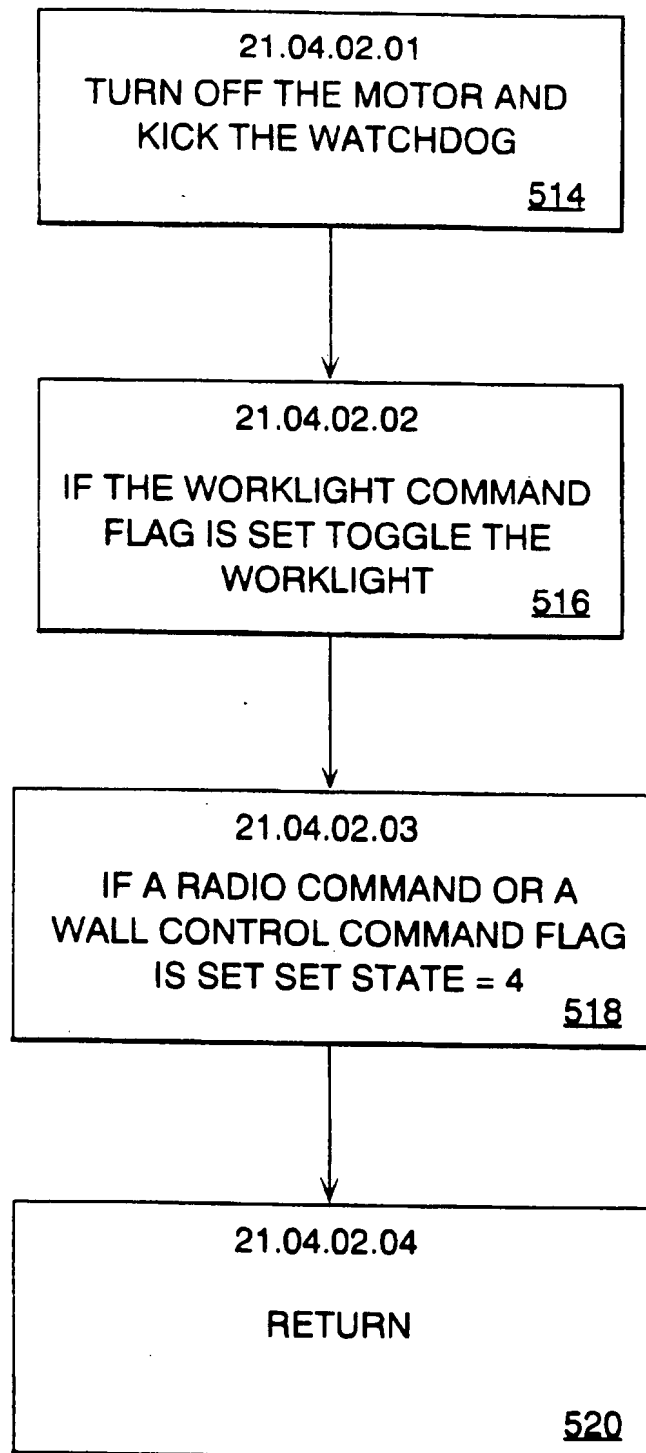 21.04.02.01
TURN OFF THE MOTOR AND
KICK THE WATCHDOG
514
21.04.02.02
IF THE WORKLIGHT COMMAND
FLAG IS SET TOGGLE THE
WORKLIGHT
516
21.04.02.03
IF A RADIO COMMAND OR A
WALL CONTROL COMMAND FLAG
IS SET SET STATE = 4
518
21.04.02.04
RETURN
520